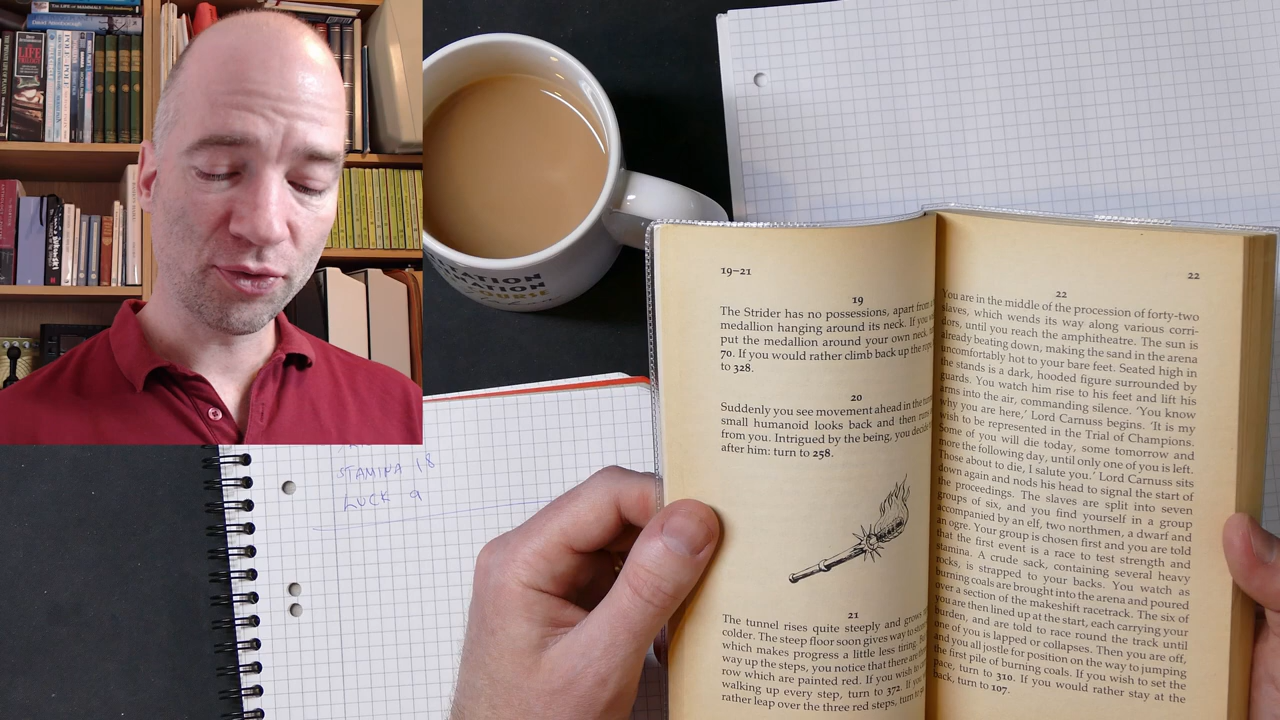 THE LIFE OF MAMMALS
David Attenborough
LIFE
STAMINA 18
LUCK 9
19–21
19
The Strider has no possessions, apart from
medallion hanging around its neck. If you
put the medallion around your own neck,
70. If you would rather climb back up the
to 328.
20
Suddenly you see movement ahead in the
small humanoid looks back and then
from you. Intrigued by the being, you
after him: turn to 258.
21
The tunnel rises quite steeply and grows
colder. The steep floor soon gives way to
which makes progress a little less tiring.
way up the steps, you notice that there are
row which are painted red. If you wish
walking up every step, turn to 372. If
rather leap over the three red steps, turn
22
22
You are in the middle of the procession of forty-two
slaves, which wends its way along various corri-
dors, until you reach the amphitheatre. The sun is
already beating down, making the sand in the arena
uncomfortably hot to your bare feet. Seated high in
the stands is a dark, hooded figure surrounded by
guards. You watch him rise to his feet and lift his
arms into the air, commanding silence. ‘You know
why you are here,’ Lord Carnuss begins. ‘It is my
wish to be represented in the Trial of Champions.
Some of you will die today, some tomorrow and
more the following day, until only one of you is left.
Those about to die, I salute you.’ Lord Carnuss sits
down again and nods his head to signal the start of
the proceedings. The slaves are split into seven
groups of six, and you find yourself in a group
accompanied by an elf, two northmen, a dwarf and
an ogre. Your group is chosen first and you are told
that the first event is a race to test strength and
stamina. A crude sack, containing several heavy
rocks, is strapped to your backs. You watch as
burning coals are brought into the arena and poured
over a section of the makeshift racetrack. The six of
you are then lined up at the start, each carrying your
burden, and are told to race round the track until
one of you is lapped or collapses. Then you are off,
and you all jostle for position on the way to jumping
the first pile of burning coals. If you wish to set the
pace, turn to 310. If you would rather stay at the
back, turn to 107.